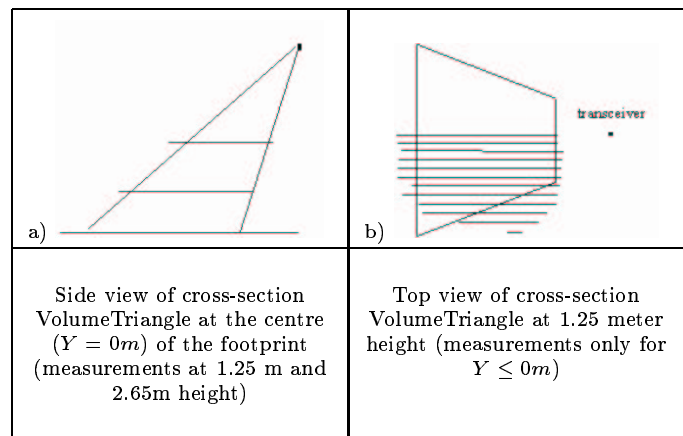 transceiver
a)
b)
Side view of cross-section
VolumeTriangle at the centre
(Y = 0m) of the footprint
(measurements at 1.25 m and
2.65m height)
Top view of cross-section
VolumeTriangle at 1.25 meter
height (measurements only for
Y ≤ 0m)